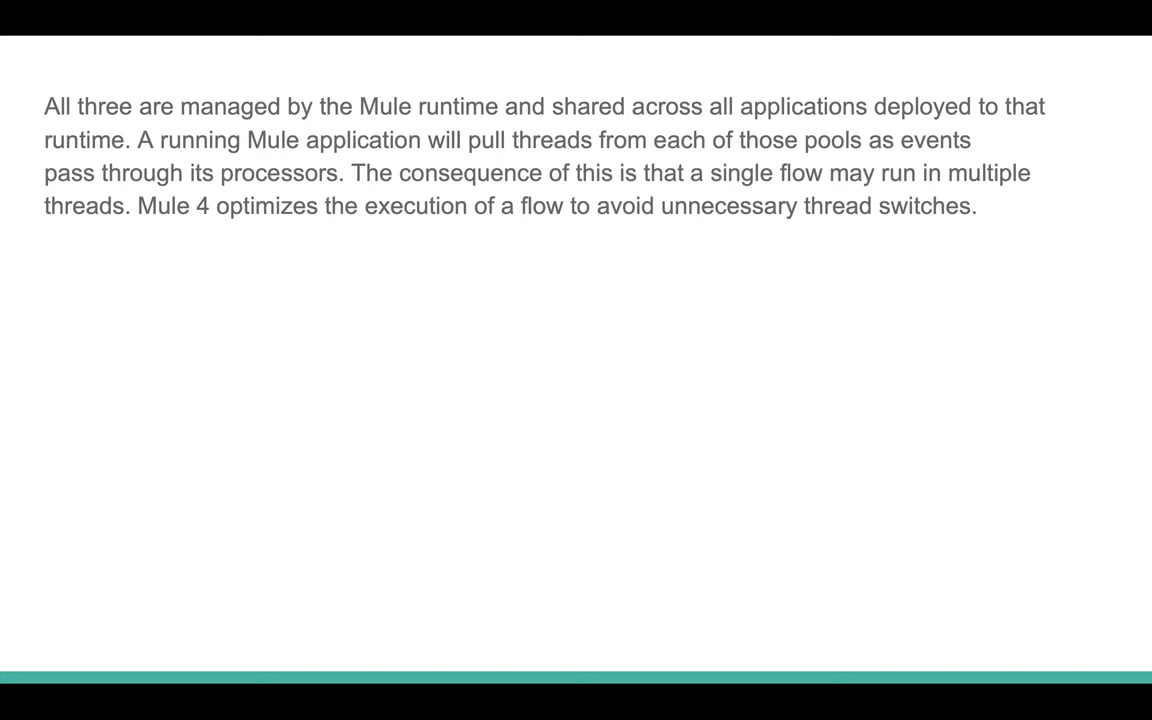 All three are managed by the Mule runtime and shared across all applications deployed to that
runtime. A running Mule application will pull threads from each of those pools as events
pass through its processors. The consequence of this is that a single flow may run in multiple
threads. Mule 4 optimizes the execution of a flow to avoid unnecessary thread switches.